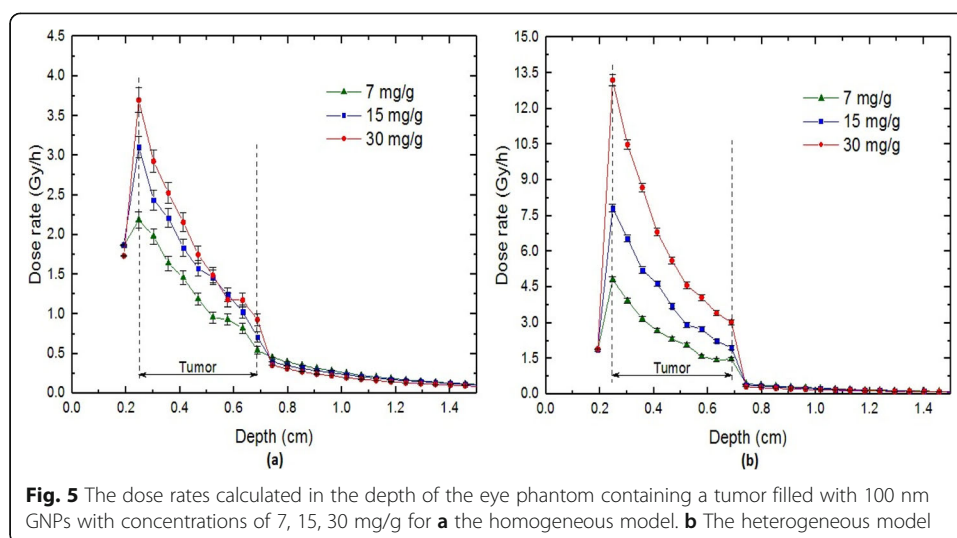 4.5
4.0
3.5
3.0
2.5
2.0
1.5
1.0
0.5
0.0
Dose rate (Gy/h)
7 mg/g
15 mg/g
30 mg/g
Tumor
0.0 0.2 0.4 0.6 0.8 1.0 1.2 1.4
Depth (cm)
(a)
15.0
13.5
12.0
10.5
9.0
7.5
6.0
4.5
3.0
1.5
0.0
Dose rate (Gy/h)
7 mg/g
15 mg/g
30 mg/g
Tumor
0.0 0.2 0.4 0.6 0.8 1.0 1.2 1.4
Depth (cm)
(b)
Fig. 5 The dose rates calculated in the depth of the eye phantom containing a tumor filled with 100 nm
GNPs with concentrations of 7, 15, 30 mg/g for a the homogeneous model. b The heterogeneous model